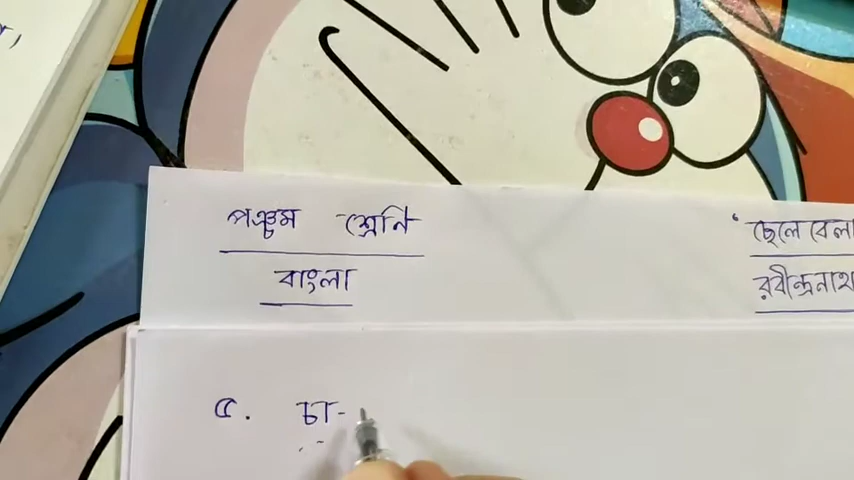 পঞ্চম শ্রেনি
বাংলা
'ছেলে বেলা
রবীন্দ্রনাথ
৫. চা-